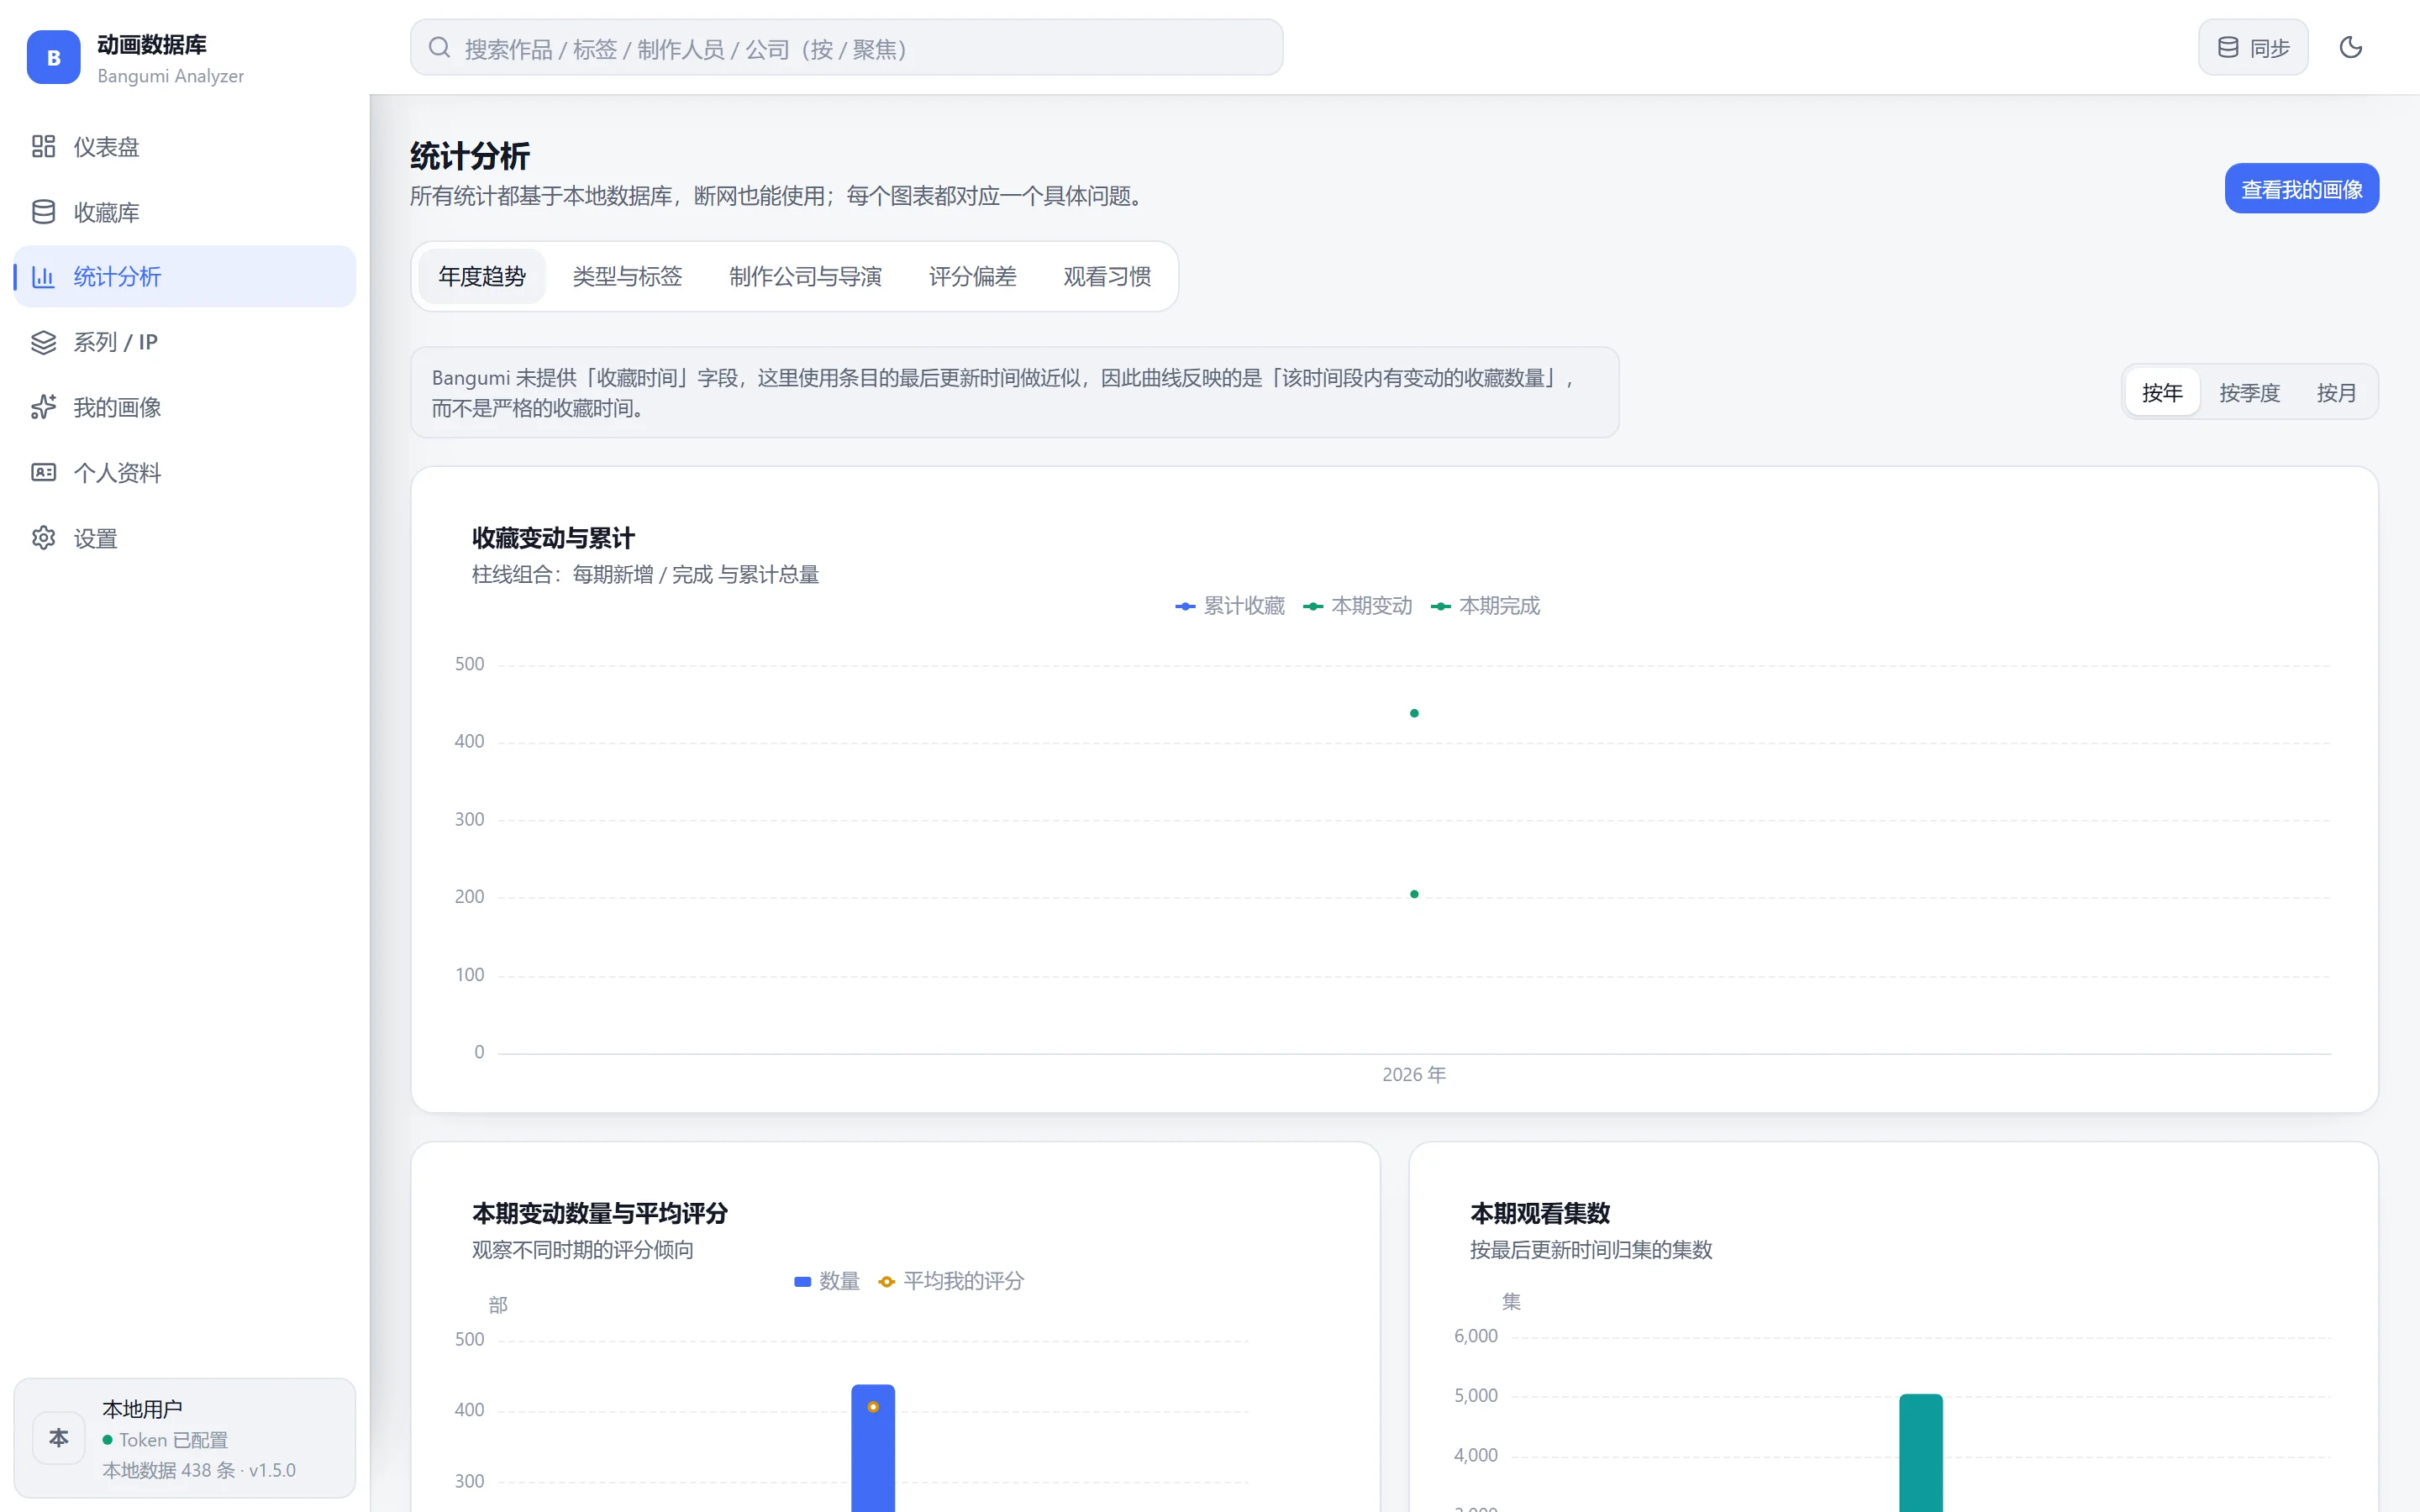 B
动画数据库
Bangumi Analyzer
搜索作品 / 标签 / 制作人员 / 公司（按 / 聚焦）
同步
仪表盘
收藏库
统计分析
系列 / IP
我的画像
个人资料
设置
统计分析
所有统计都基于本地数据库，断网也能使用；每个图表都对应一个具体问题。
查看我的画像
年度趋势 类型与标签 制作公司与导演 评分偏差 观看习惯
Bangumi 未提供「收藏时间」字段，这里使用条目的最后更新时间做近似，因此曲线反映的是「该时间段内有变动的收藏数量」，
而不是严格的收藏时间。
按年 按季度 按月
收藏变动与累计
柱线组合：每期新增 / 完成 与累计总量
累计收藏 本期变动 本期完成
500
400
300
200
100
0
2026 年
本期变动数量与平均评分
观察不同时期的评分倾向
数量 平均我的评分
部
500
400
300
本期观看集数
按最后更新时间归集的集数
集
6,000
5,000
4,000
本
本地用户
Token 已配置
本地数据 438 条 · v1.5.0